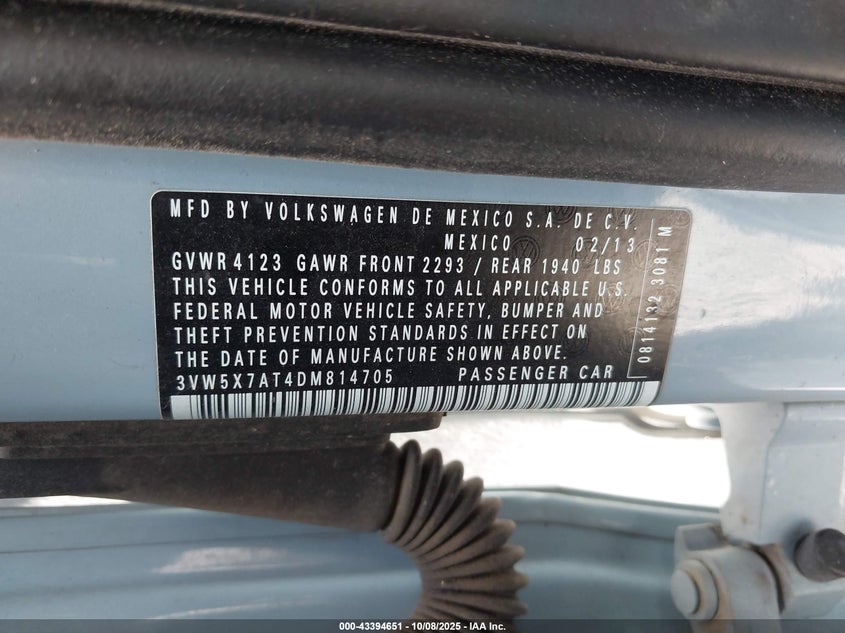 MFD BY VOLKSWAGEN DE MEXICO S.A. DE C.V.
MEXICO 02/13
GVWR 4123 GAWR FRONT 2293 / REAR 1940 LBS
THIS VEHICLE CONFORMS TO ALL APPLICABLE U.S.
FEDERAL MOTOR VEHICLE SAFETY, BUMPER AND
THEFT PREVENTION STANDARDS IN EFFECT ON
THE DATE OF MANUFACTURE SHOWN ABOVE.
3VW5X7AT4DM814705 PASSENGER CAR
0814132 3081 M
000-43394651 - 10/08/2025 - IAA Inc.